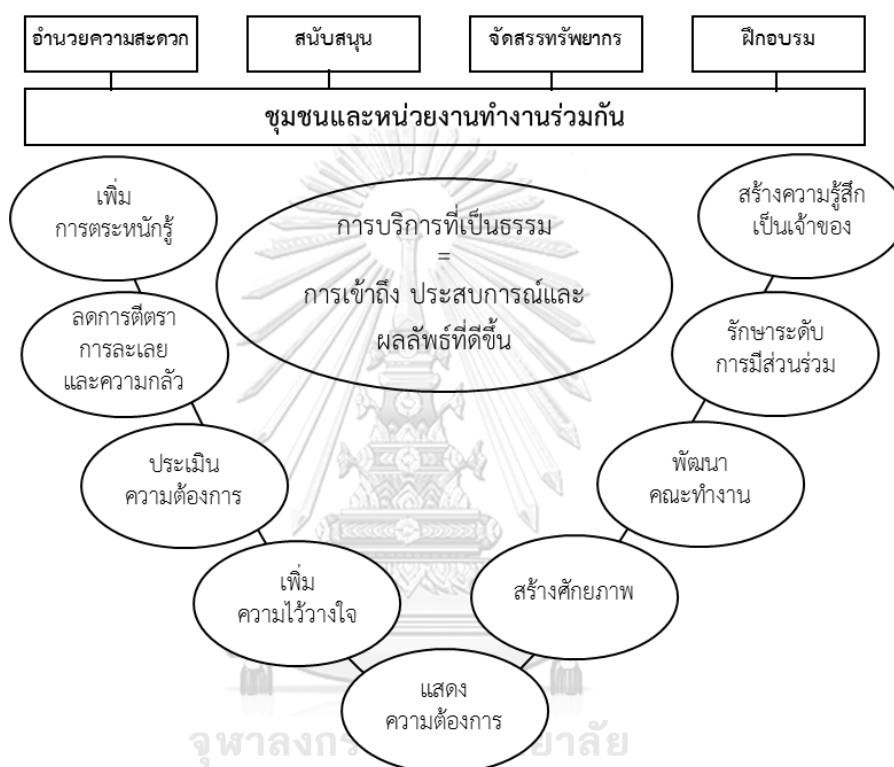 อำนวยความสะดวก
สนับสนุน
จัดสรรทรัพยากร
ฝึกอบรม
ชุมชนและหน่วยงานทำงานร่วมกัน
เพิ่ม
การตระหนักรู้
การบริการที่เป็นธรรม
=
การเข้าถึง ประสบการณ์และ
ผลลัพธ์ที่ดีขึ้น
สร้างความรู้สึก
เป็นเจ้าของ
ลดการตีตรา
การละเลย
และความกลัว
รักษาระดับ
การมีส่วนร่วม
ประเมิน
ความต้องการ
พัฒนา
คณะทำงาน
เพิ่ม
ความไว้วางใจ
สร้างศักยภาพ
แสดง
ความต้องการ